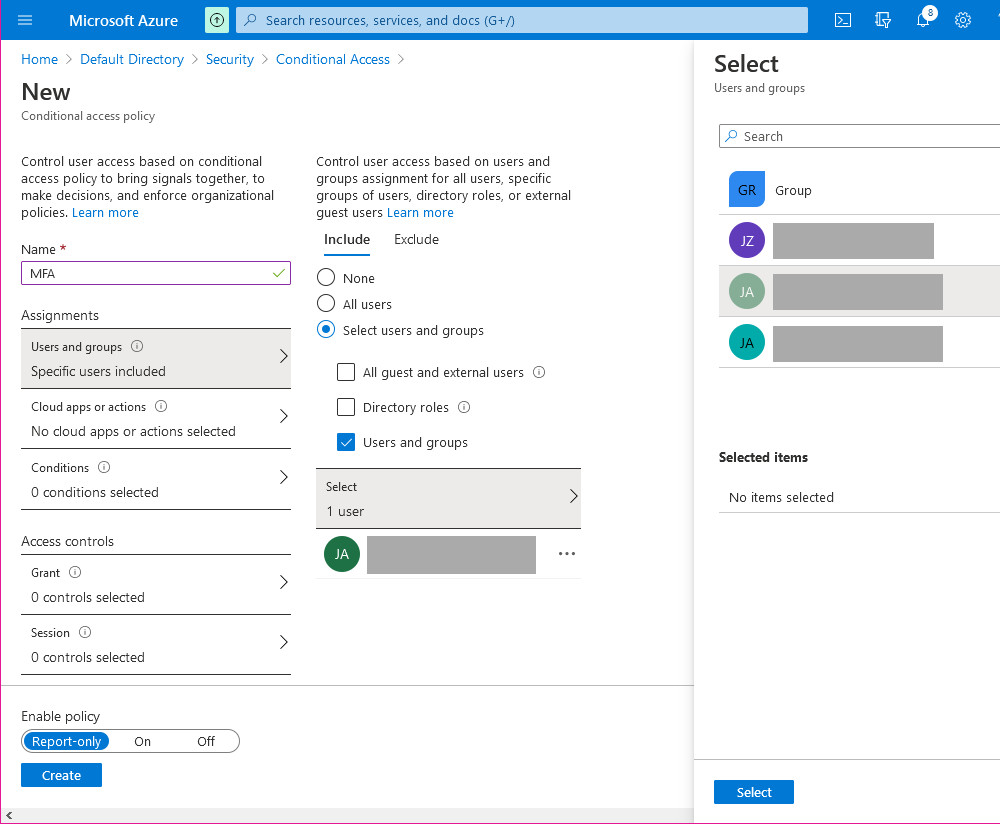 Microsoft Azure
Search resources, services, and docs (G+/)
8
Home > Default Directory > Security > Conditional Access >
New
Conditional access policy
Control user access based on conditional
access policy to bring signals together, to
make decisions, and enforce organizational
policies. Learn more
Name *
MFA
Assignments
Users and groups
Specific users included
Cloud apps or actions
No cloud apps or actions selected
Conditions
0 conditions selected
Access controls
Grant
0 controls selected
Session
0 controls selected
Enable policy
Report-only On Off
Create
Control user access based on users and
groups assignment for all users, specific
groups of users, directory roles, or external
guest users Learn more
Include Exclude
None
All users
Select users and groups
All guest and external users
Directory roles
Users and groups
Select
1 user
JA
Select
Users and groups
Search
GR Group
JZ
JA
JA
Selected items
No items selected
Select